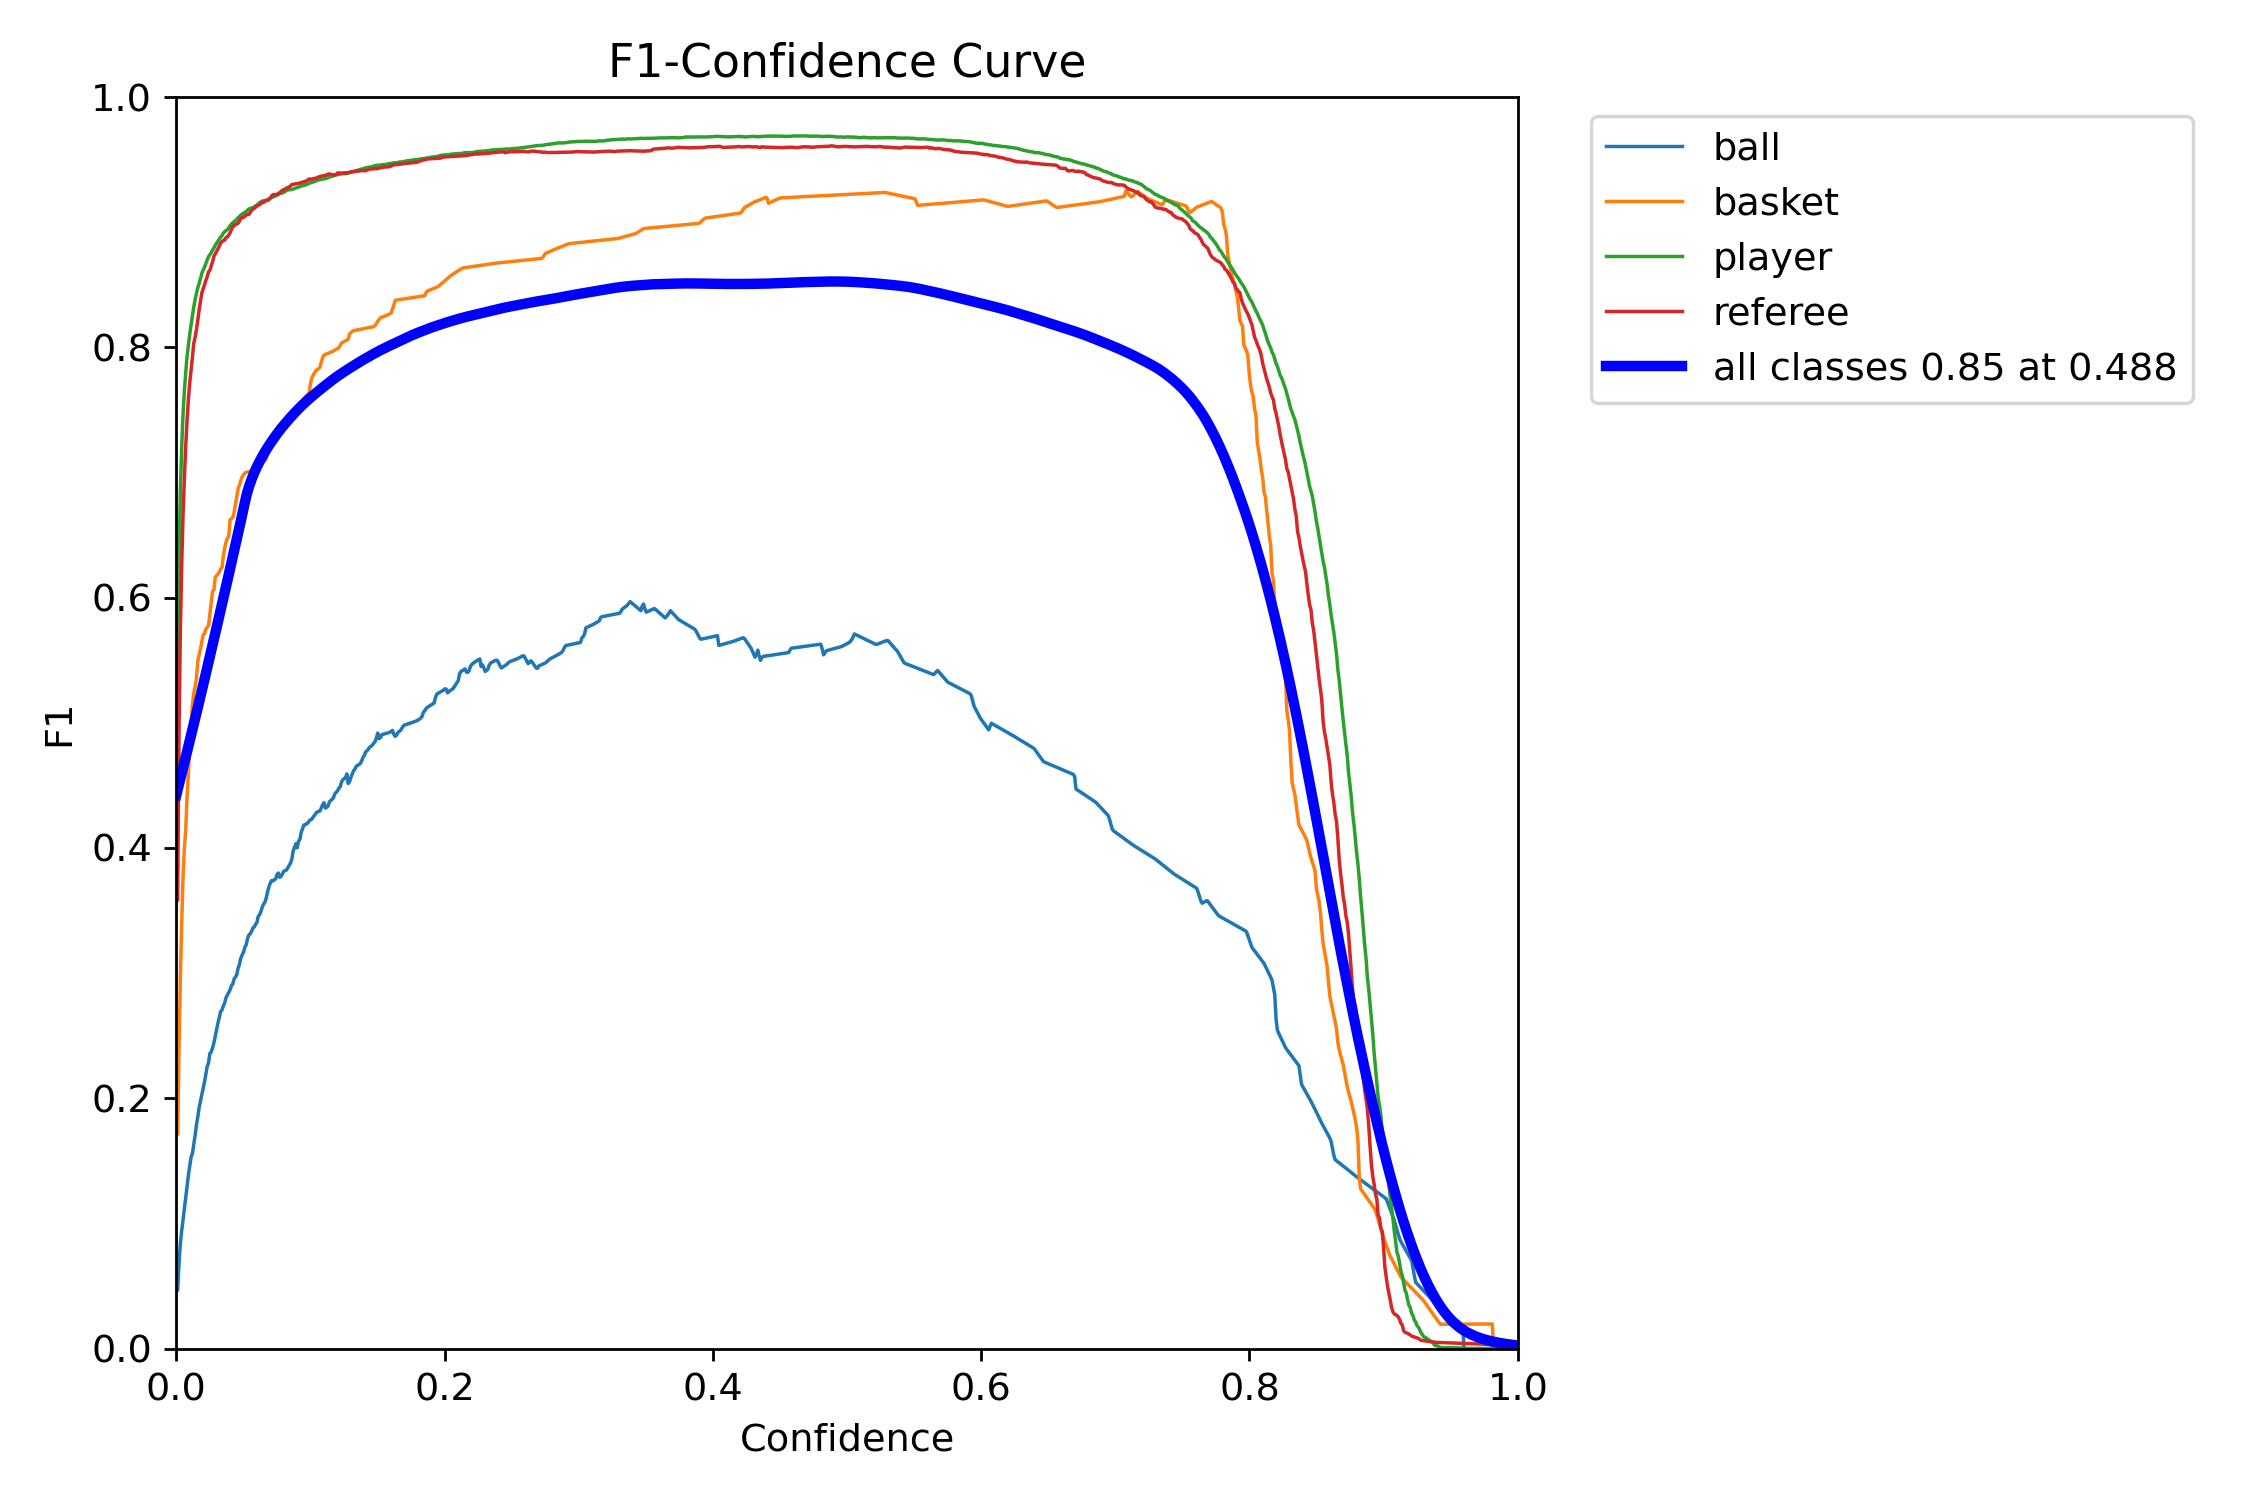 F1-Confidence Curve
1.0
0.8
0.6
0.4
0.2
0.0
F1
0.0 0.2 0.4 0.6 0.8 1.0
Confidence
ball
basket
player
referee
all classes 0.85 at 0.488